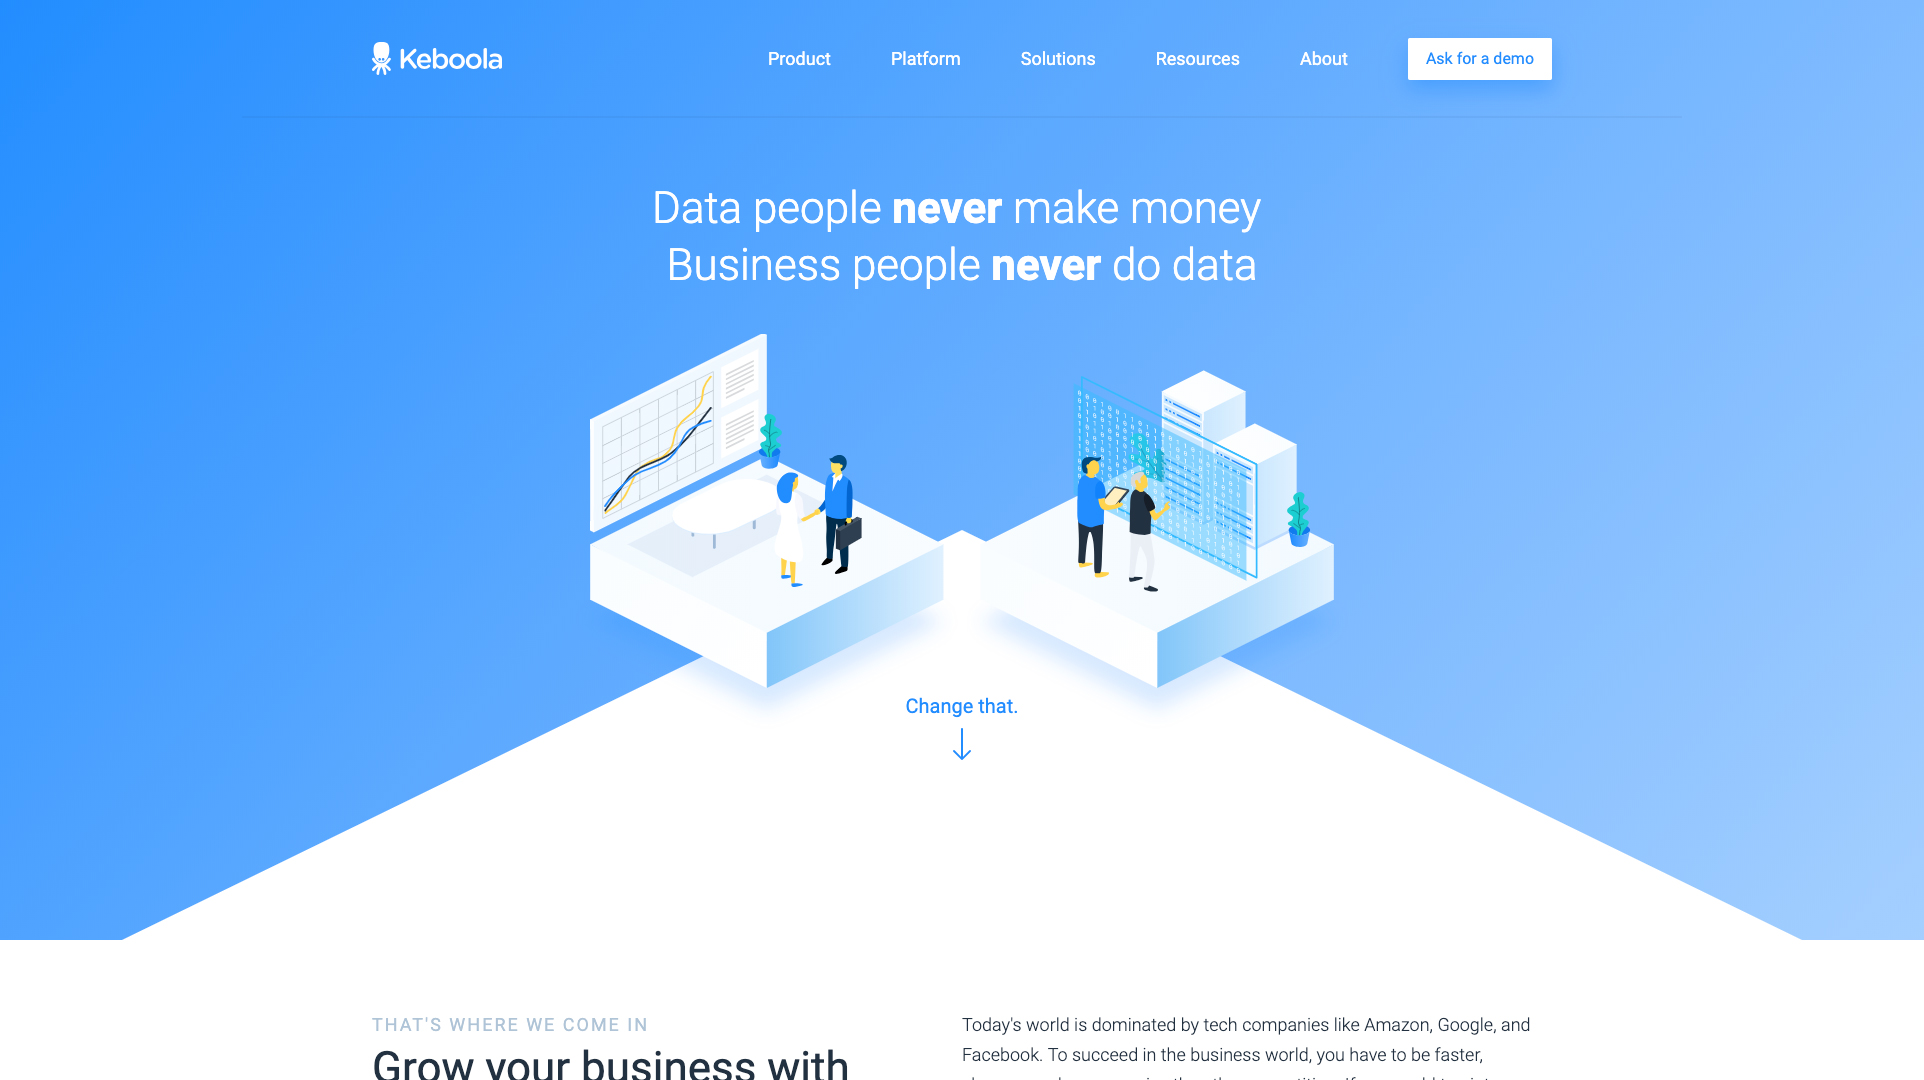 Keboola
Product
Platform
Solutions
Resources
About
Ask for a demo
Data people never make money
Business people never do data
Change that.
THAT'S WHERE WE COME IN
Grow your business with
Today's world is dominated by tech companies like Amazon, Google, and
Facebook. To succeed in the business world, you have to be faster,